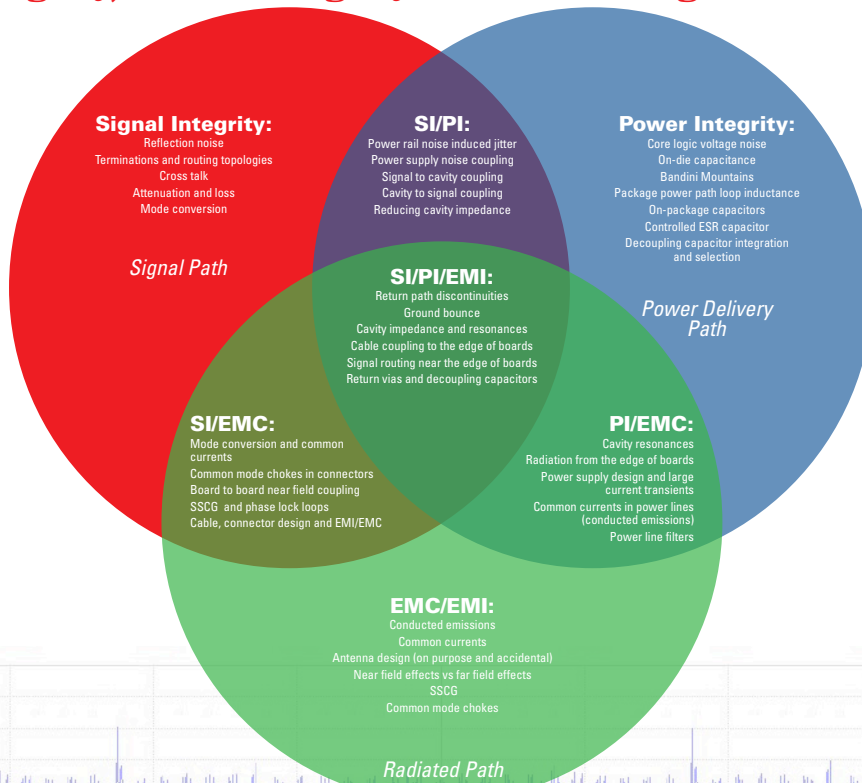 Signal Integrity:
Reflection noise
Terminations and routing topologies
Cross talk
Attenuation and loss
Mode conversion
Signal Path
SI/PI:
Power rail noise induced jitter
Power supply noise coupling
Signal to cavity coupling
Cavity to signal coupling
Reducing cavity impedance
Power Integrity:
Core logic voltage noise
On-die capacitance
Bandini Mountains
Package power path loop inductance
On-package capacitors
Controlled ESR capacitor
Decoupling capacitor integration
and selection
Power Delivery
Path
SI/PI/EMI:
Return path discontinuities
Ground bounce
Cavity impedance and resonances
Cable coupling to the edge of boards
Signal routing near the edge of boards
Return vias and decoupling capacitors
SI/EMC:
Mode conversion and common
currents
Common mode chokes in connectors
Board to board near field coupling
SSCG and phase lock loops
Cable, connector design and EMI/EMC
PI/EMC:
Cavity resonances
Radiation from the edge of boards
Power supply design and large
current transients
Common currents in power lines
(conducted emissions)
Power line filters
EMC/EMI:
Conducted emissions
Common currents
Antenna design (on purpose and accidental)
Near field effects vs far field effects
SSCG
Common mode chokes
Radiated Path